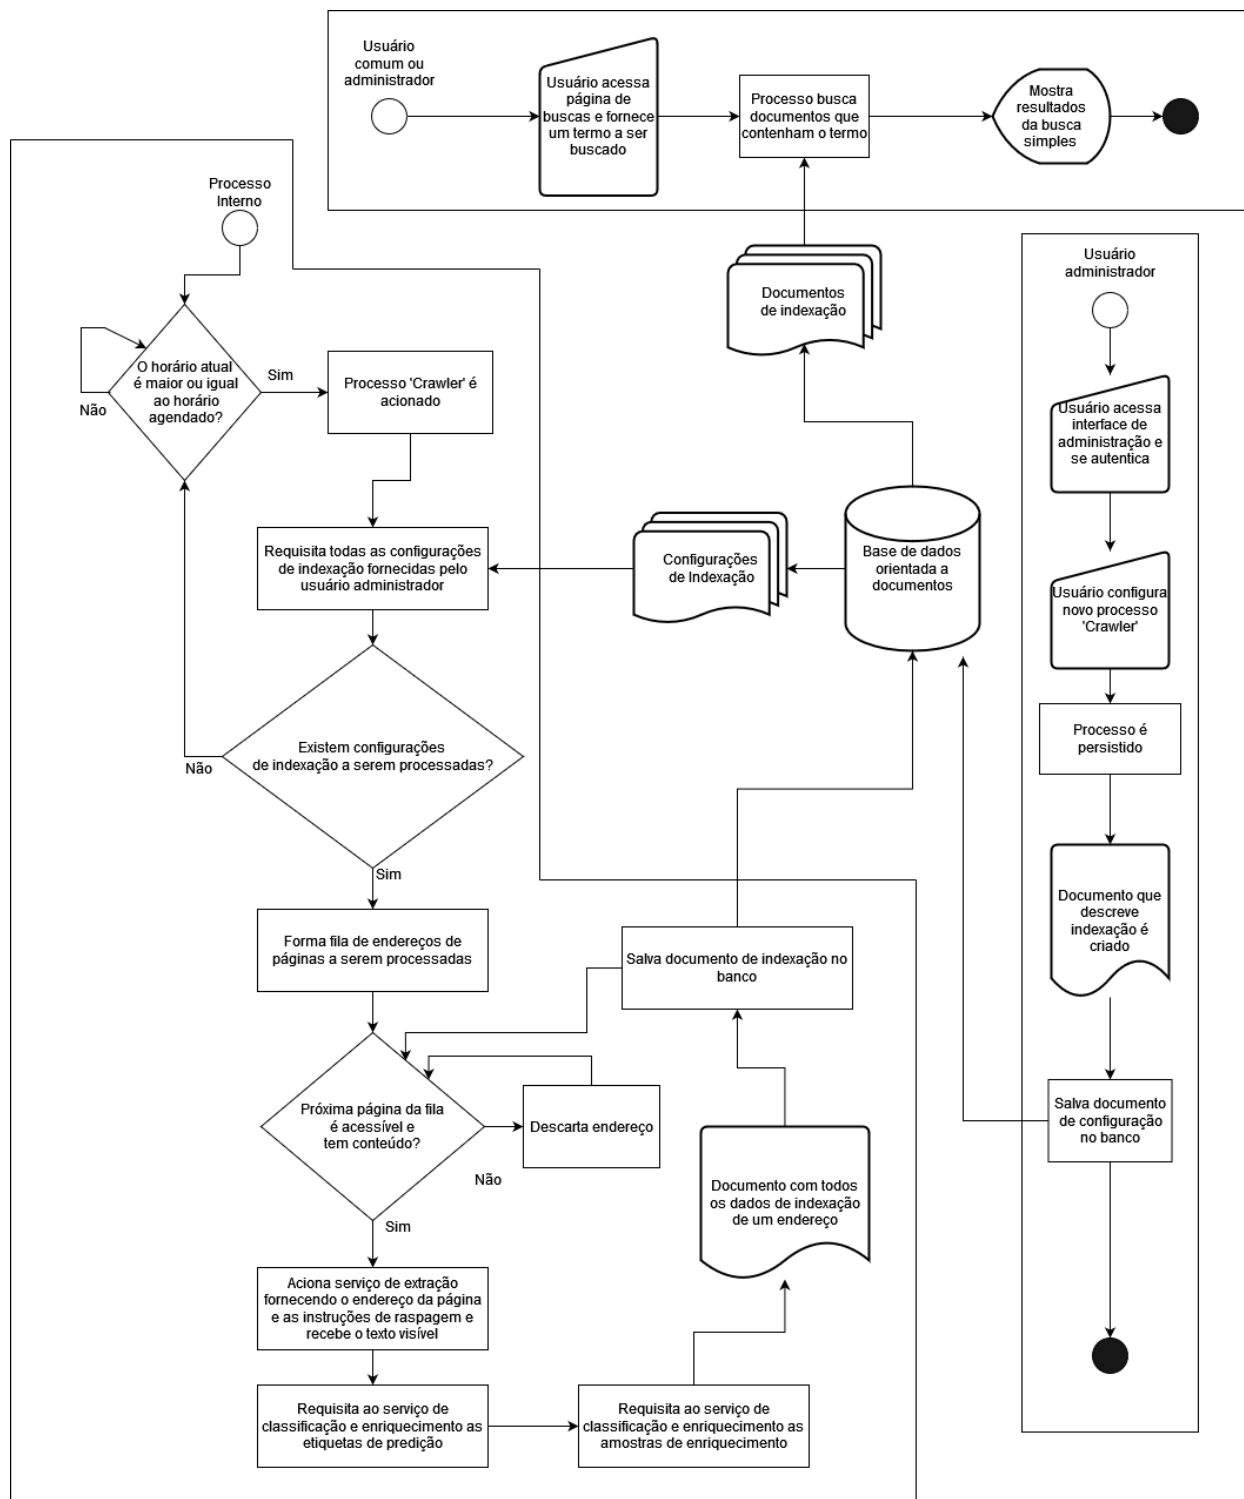 Usuário
comum ou
administrador
Usuário acessa
página de
buscas e fornece
um termo a ser
buscado
Processo busca
documentos que
contenham o termo
Mostra
resultados
da busca
simples
Processo
Interno
O horário atual
é maior ou igual
ao horário
agendado?
Não
Sim
Processo 'Crawler' é
acionado
Documentos
de indexação
Usuário
administrador
Usuário acessa
interface de
administração e
se autentica
Requisita todas as configurações
de indexação fornecidas pelo
usuário administrador
Configurações
de Indexação
Base de dados
orientada a
documentos
Usuário configura
novo processo
'Crawler'
Processo é
persistido
Existem configurações
de indexação a serem processadas?
Não
Sim
Documento que
descreve
indexação é
criado
Forma fila de endereços de
páginas a serem processadas
Salva documento de indexação no
banco
Próxima página da fila
é acessível e
tem conteúdo?
Descarta endereço
Não
Sim
Salva documento
de configuração
no banco
Documento com todos
os dados de indexação
de um endereço
Aciona serviço de extração
fornecendo o endereço da página
e as instruções de raspagem e
recebe o texto visível
Requisita ao serviço de
classificação e enriquecimento as
etiquetas de predição
Requisita ao serviço de
classificação e enriquecimento as
amostras de enriquecimento